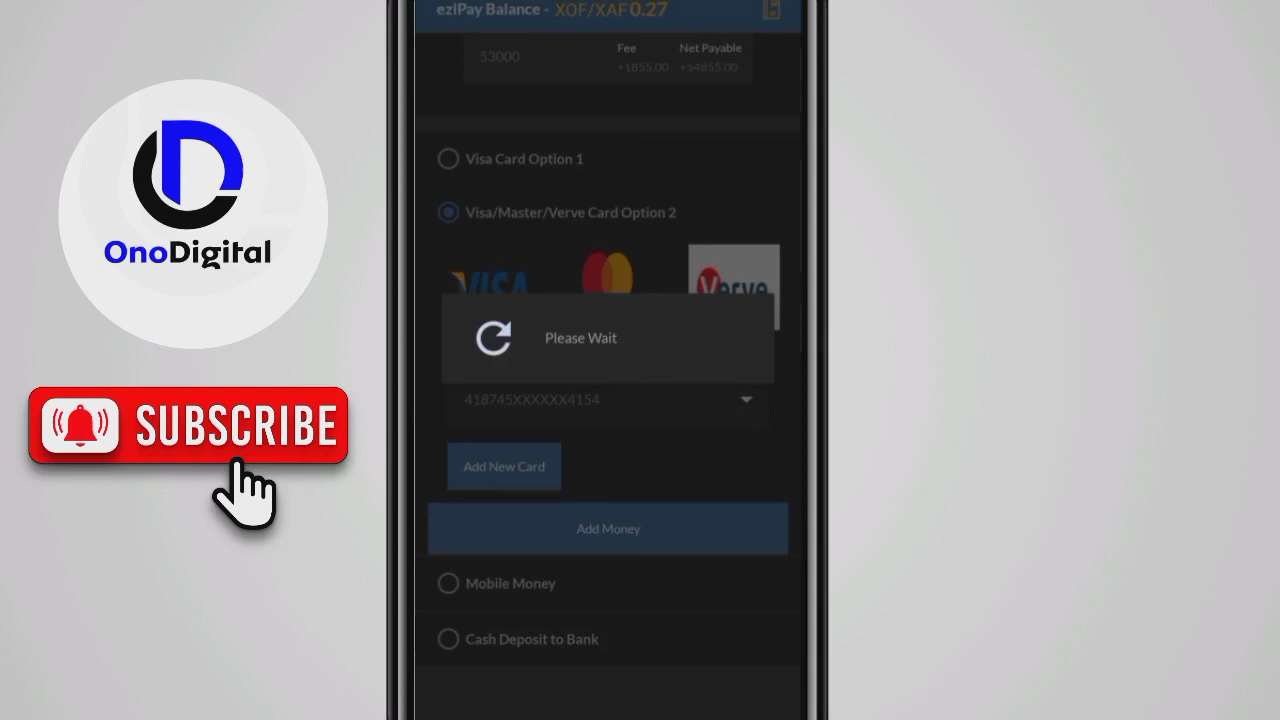 eziPay Balance - XOF/XAF0.27
53000
Fee
Net Payable
+1855.00
+54855.00
Visa Card Option 1
Visa/Master/Verve Card Option 2
VISA
Verve
Please Wait
418745XXXXXX4154
Add New Card
Add Money
Mobile Money
Cash Deposit to Bank
OnoDigital
SUBSCRIBE